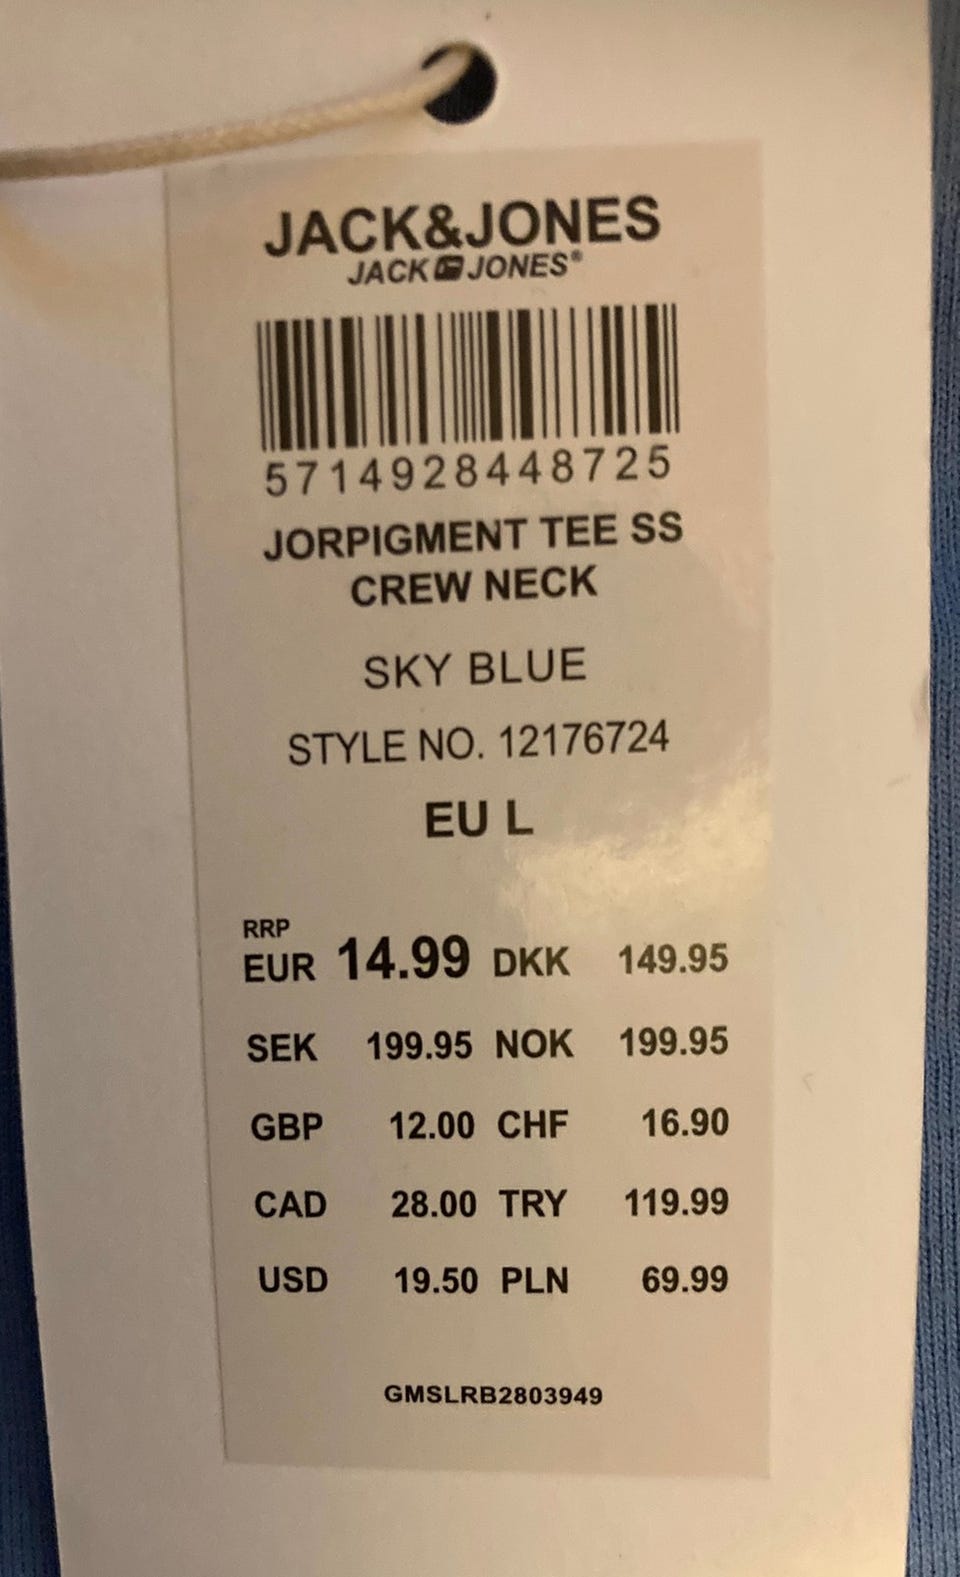 JACK&JONES
JACK JONES®
5714928448725
JORPIGMENT TEE SS
CREW NECK
SKY BLUE
STYLE NO. 12176724
EU L
RRP
EUR 14.99 DKK 149.95
SEK 199.95 NOK 199.95
GBP 12.00 CHF 16.90
CAD 28.00 TRY 119.99
USD 19.50 PLN 69.99
GMSLRB2803949